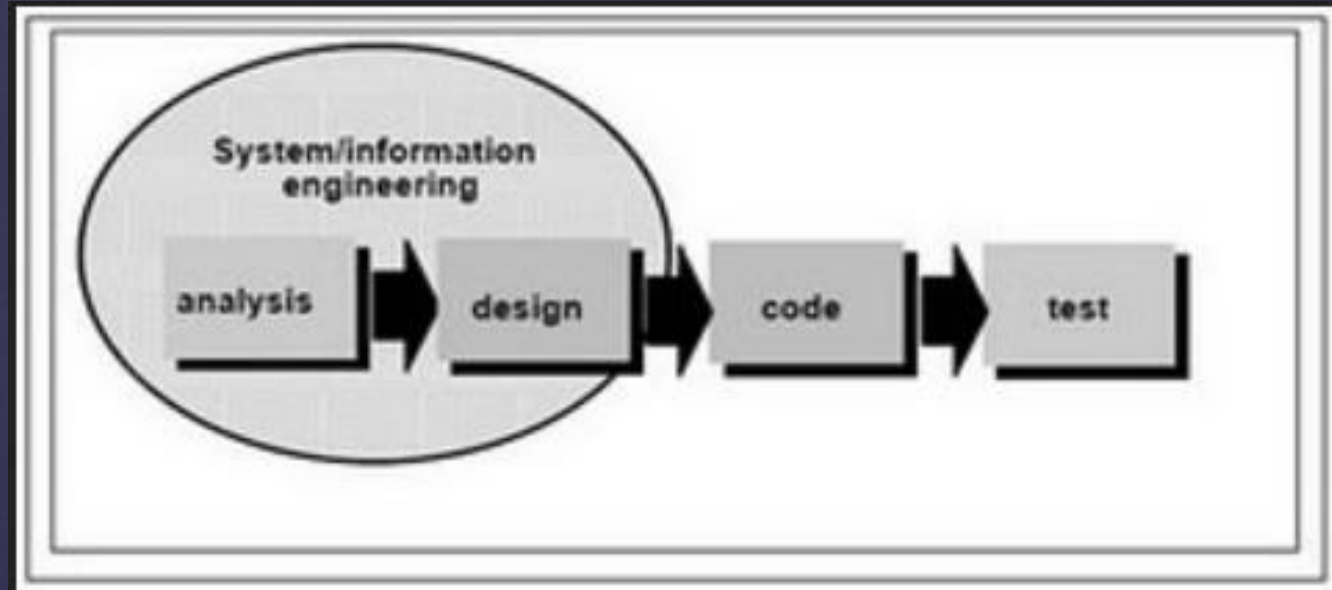 System/information
engineering
analysis
design
code
test